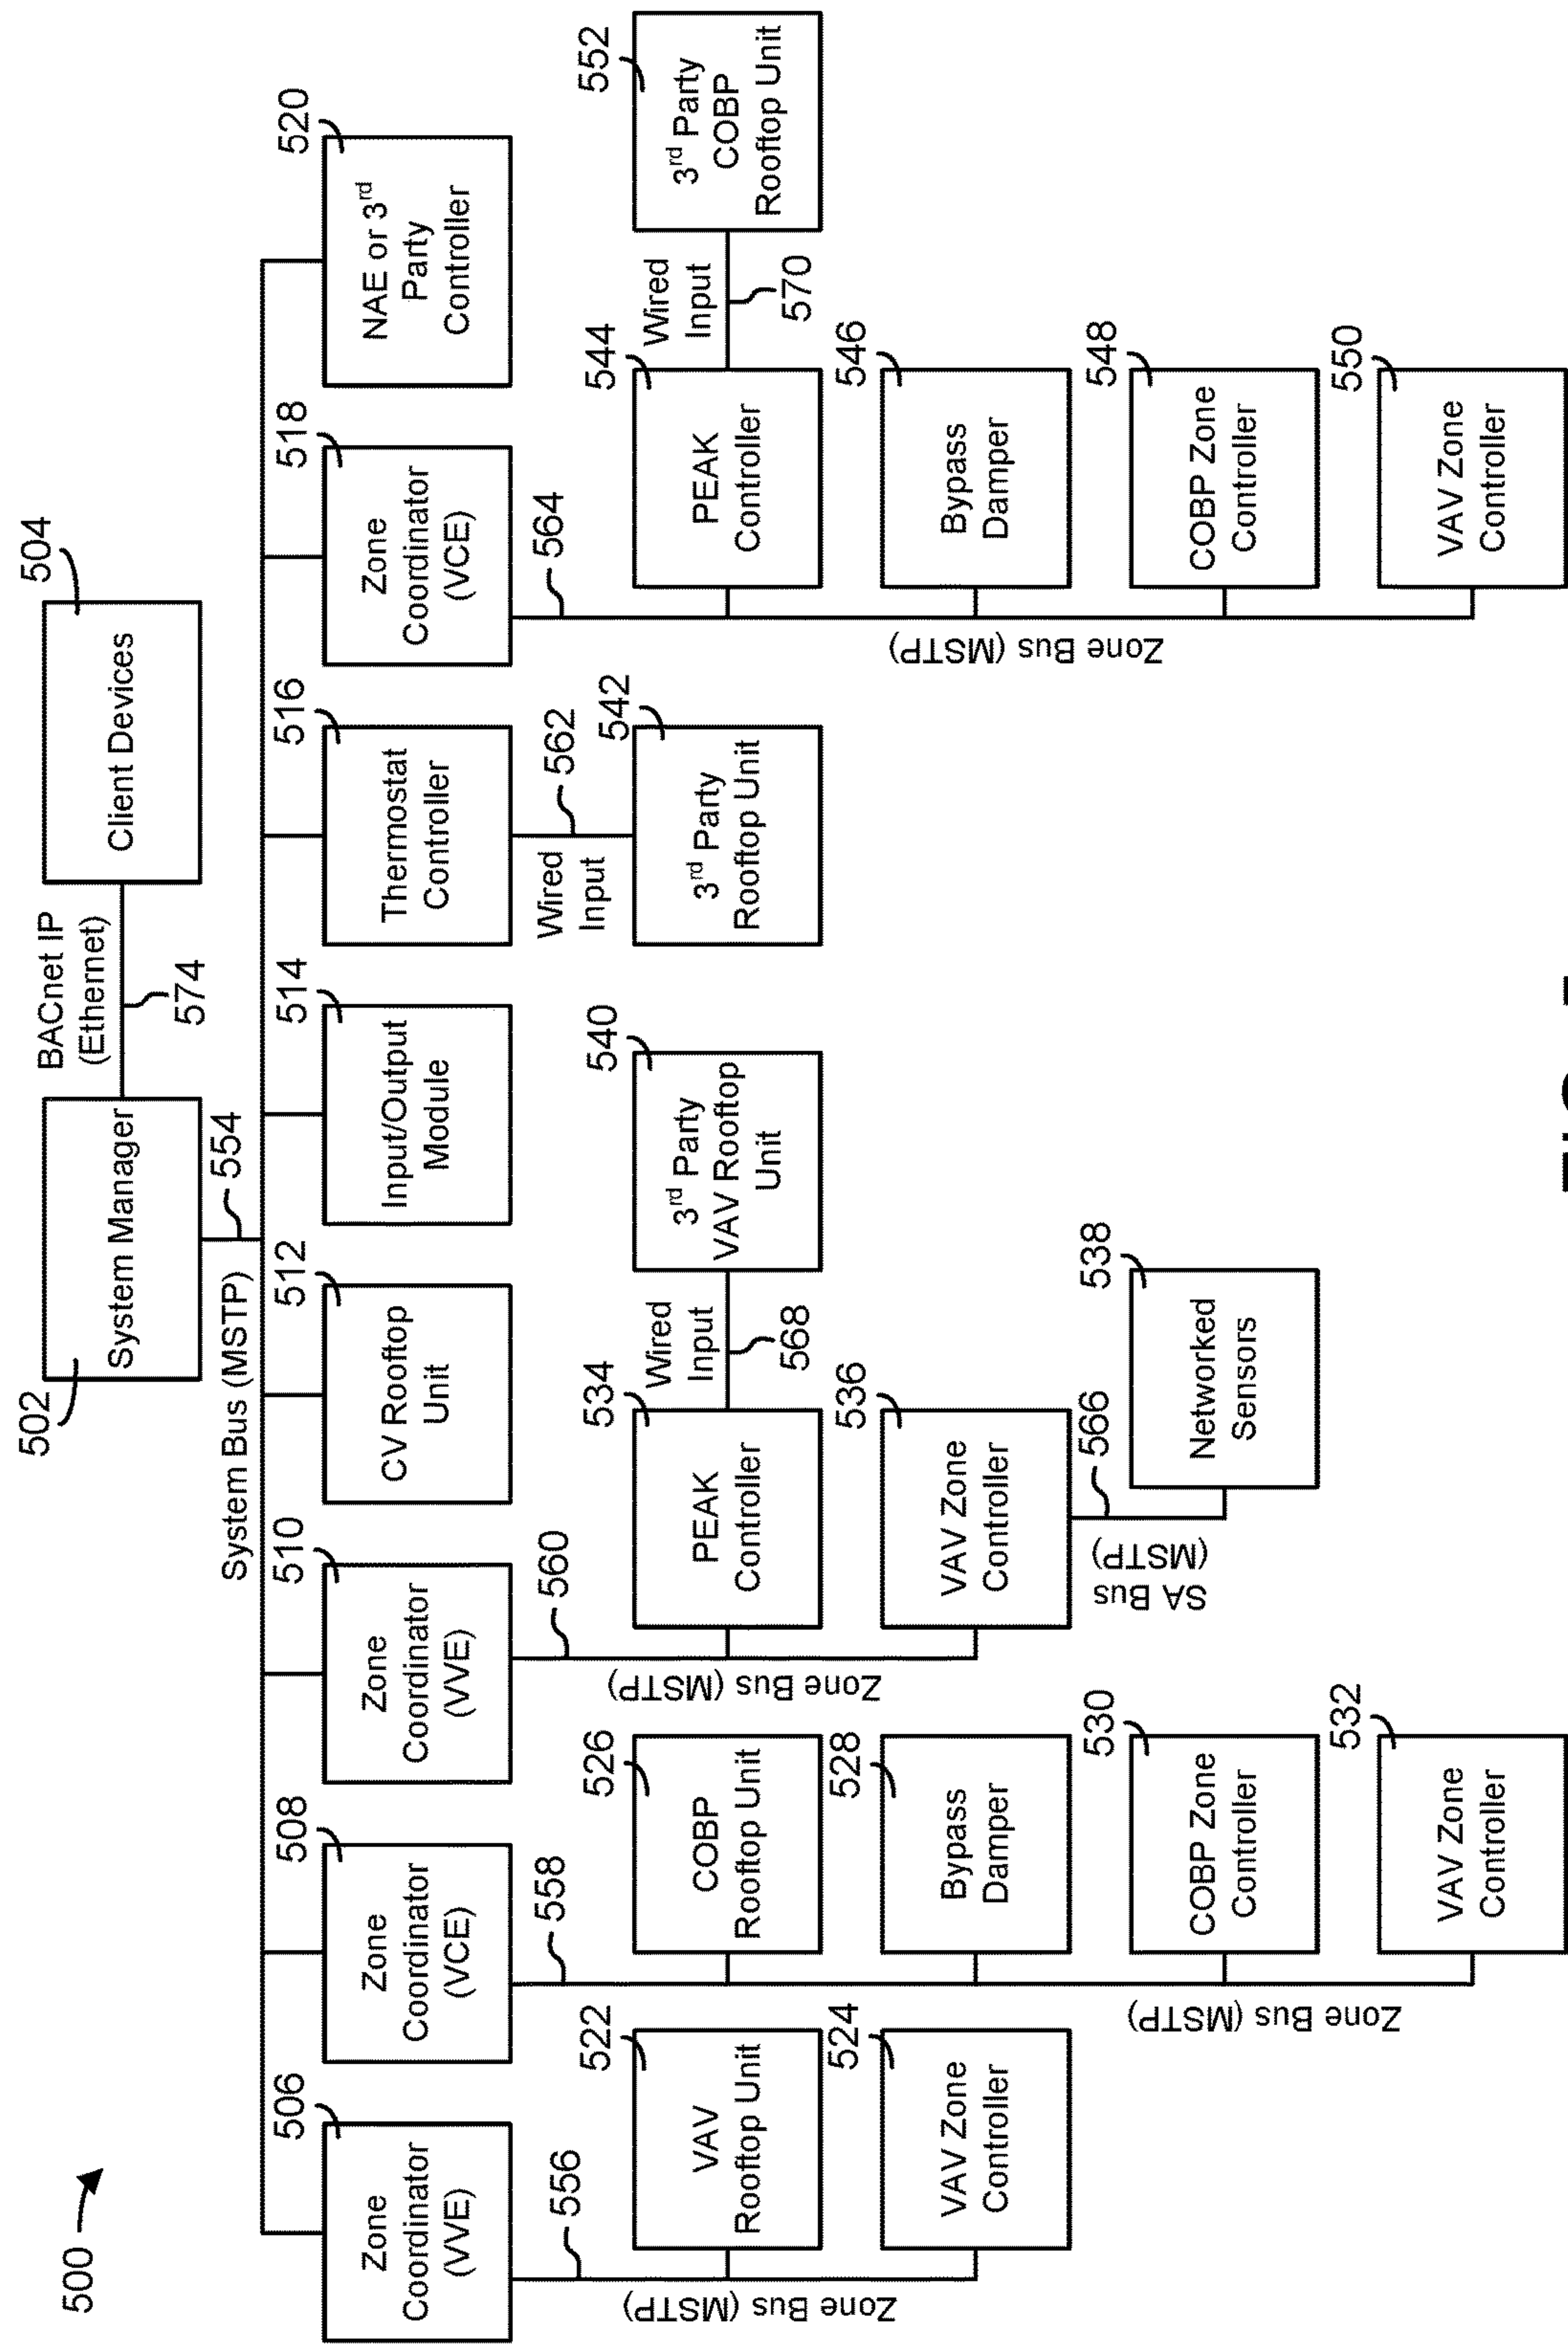 500
502
System Manager
BACnet IP
(Ethernet)
574
504
Client Devices
System Bus (MSTP)
554
506
Zone
Coordinator
(VVE)
508
Zone
Coordinator
(VCE)
510
Zone
Coordinator
(VVE)
512
CV Rooftop
Unit
514
Input/Output
Module
516
Thermostat
Controller
518
Zone
Coordinator
(VCE)
520
NAE or 3rd
Party
Controller
556
Zone Bus (MSTP)
522
VAV
Rooftop Unit
524
VAV Zone
Controller
558
Zone Bus (MSTP)
526
COBP
Rooftop Unit
528
Bypass
Damper
530
COBP Zone
Controller
532
VAV Zone
Controller
560
Zone Bus (MSTP)
534
PEAK
Controller
Wired
Input
568
540
3rd Party
VAV Rooftop
Unit
536
VAV Zone
Controller
566
SA Bus
(MSTP)
538
Networked
Sensors
Wired
Input
562
542
3rd Party
Rooftop Unit
564
Zone Bus (MSTP)
544
PEAK
Controller
Wired
Input
570
552
3rd Party
COBP
Rooftop Unit
546
Bypass
Damper
548
COBP Zone
Controller
550
VAV Zone
Controller